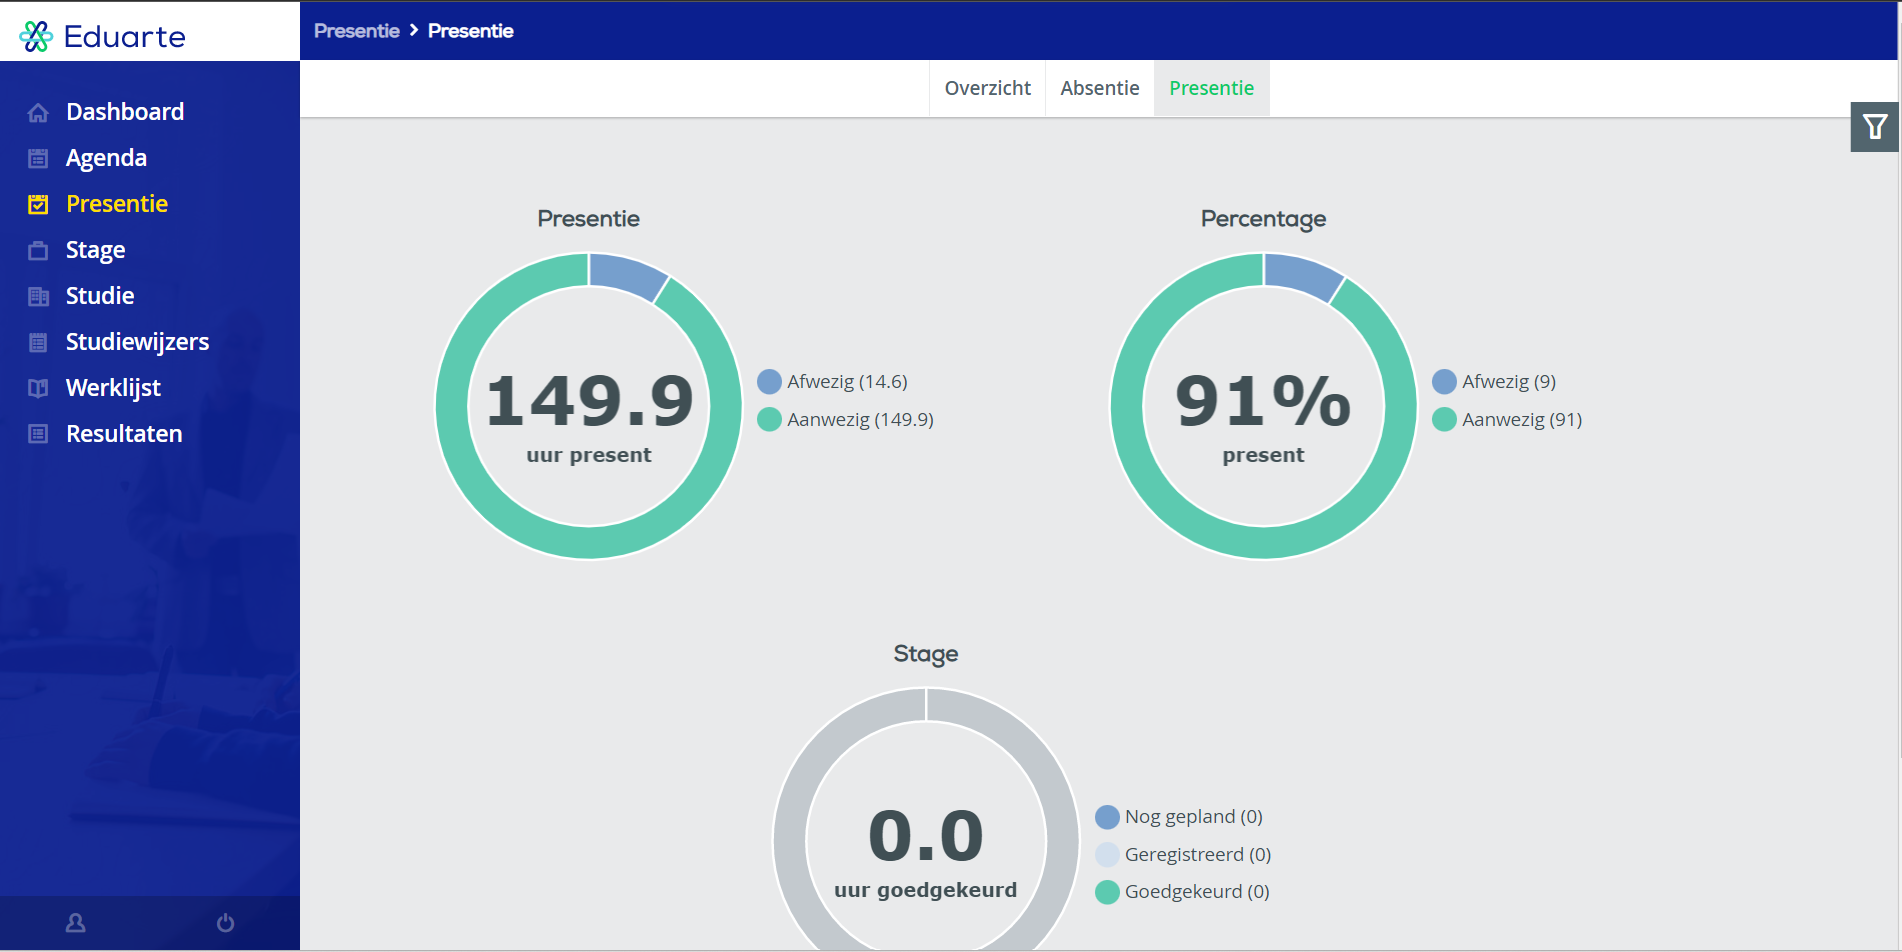 Eduarte
Presentie > Presentie
Overzicht Absentie Presentie
Dashboard
Agenda
Presentie
Stage
Studie
Studiewijzers
Werklijst
Resultaten
Presentie
149.9
uur present
Afwezig (14.6)
Aanwezig (149.9)
Percentage
91%
present
Afwezig (9)
Aanwezig (91)
Stage
0.0
uur goedgekeurd
Nog gepland (0)
Geregistreerd (0)
Goedgekeurd (0)